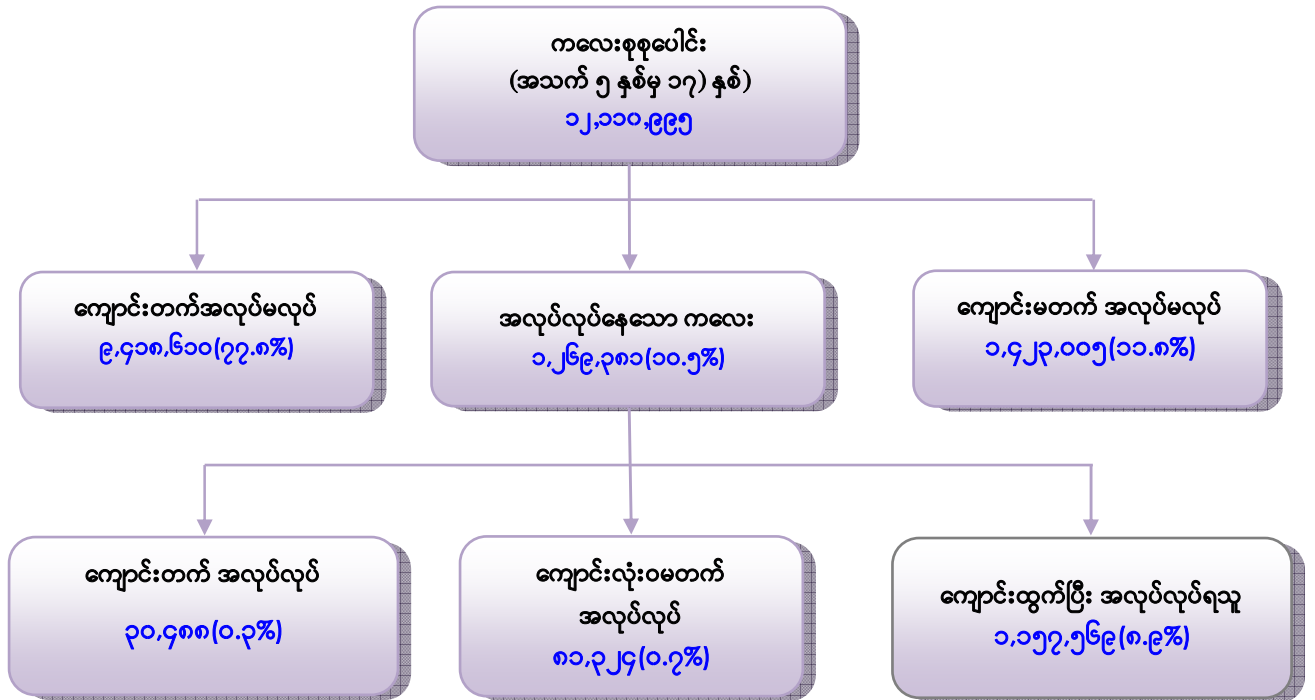 ကလေးစုစုပေါင်း
(အသက် ၅ နှစ်မှ ၁၇) နှစ်)
၁၂,၁၁၀,၉၉၅
ကျောင်းတက်အလုပ်မလုပ်
၉,၄၁၈,၆၁၀(၇၇.၈%)
အလုပ်လုပ်နေသော ကလေး
၁,၂၆၉,၃၈၁(၁၀.၅%)
ကျောင်းမတက် အလုပ်မလုပ်
၁,၄၂၃,၀၀၅(၁၁.၈%)
ကျောင်းတက် အလုပ်လုပ်
၃၀,၄၈၈(၀.၃%)
ကျောင်းလုံးဝမတက်
အလုပ်လုပ်
၈၁,၃၂၄(၀.၇%)
ကျောင်းထွက်ပြီး အလုပ်လုပ်ရသူ
၁,၁၅၇,၅၆၉(၈.၉%)